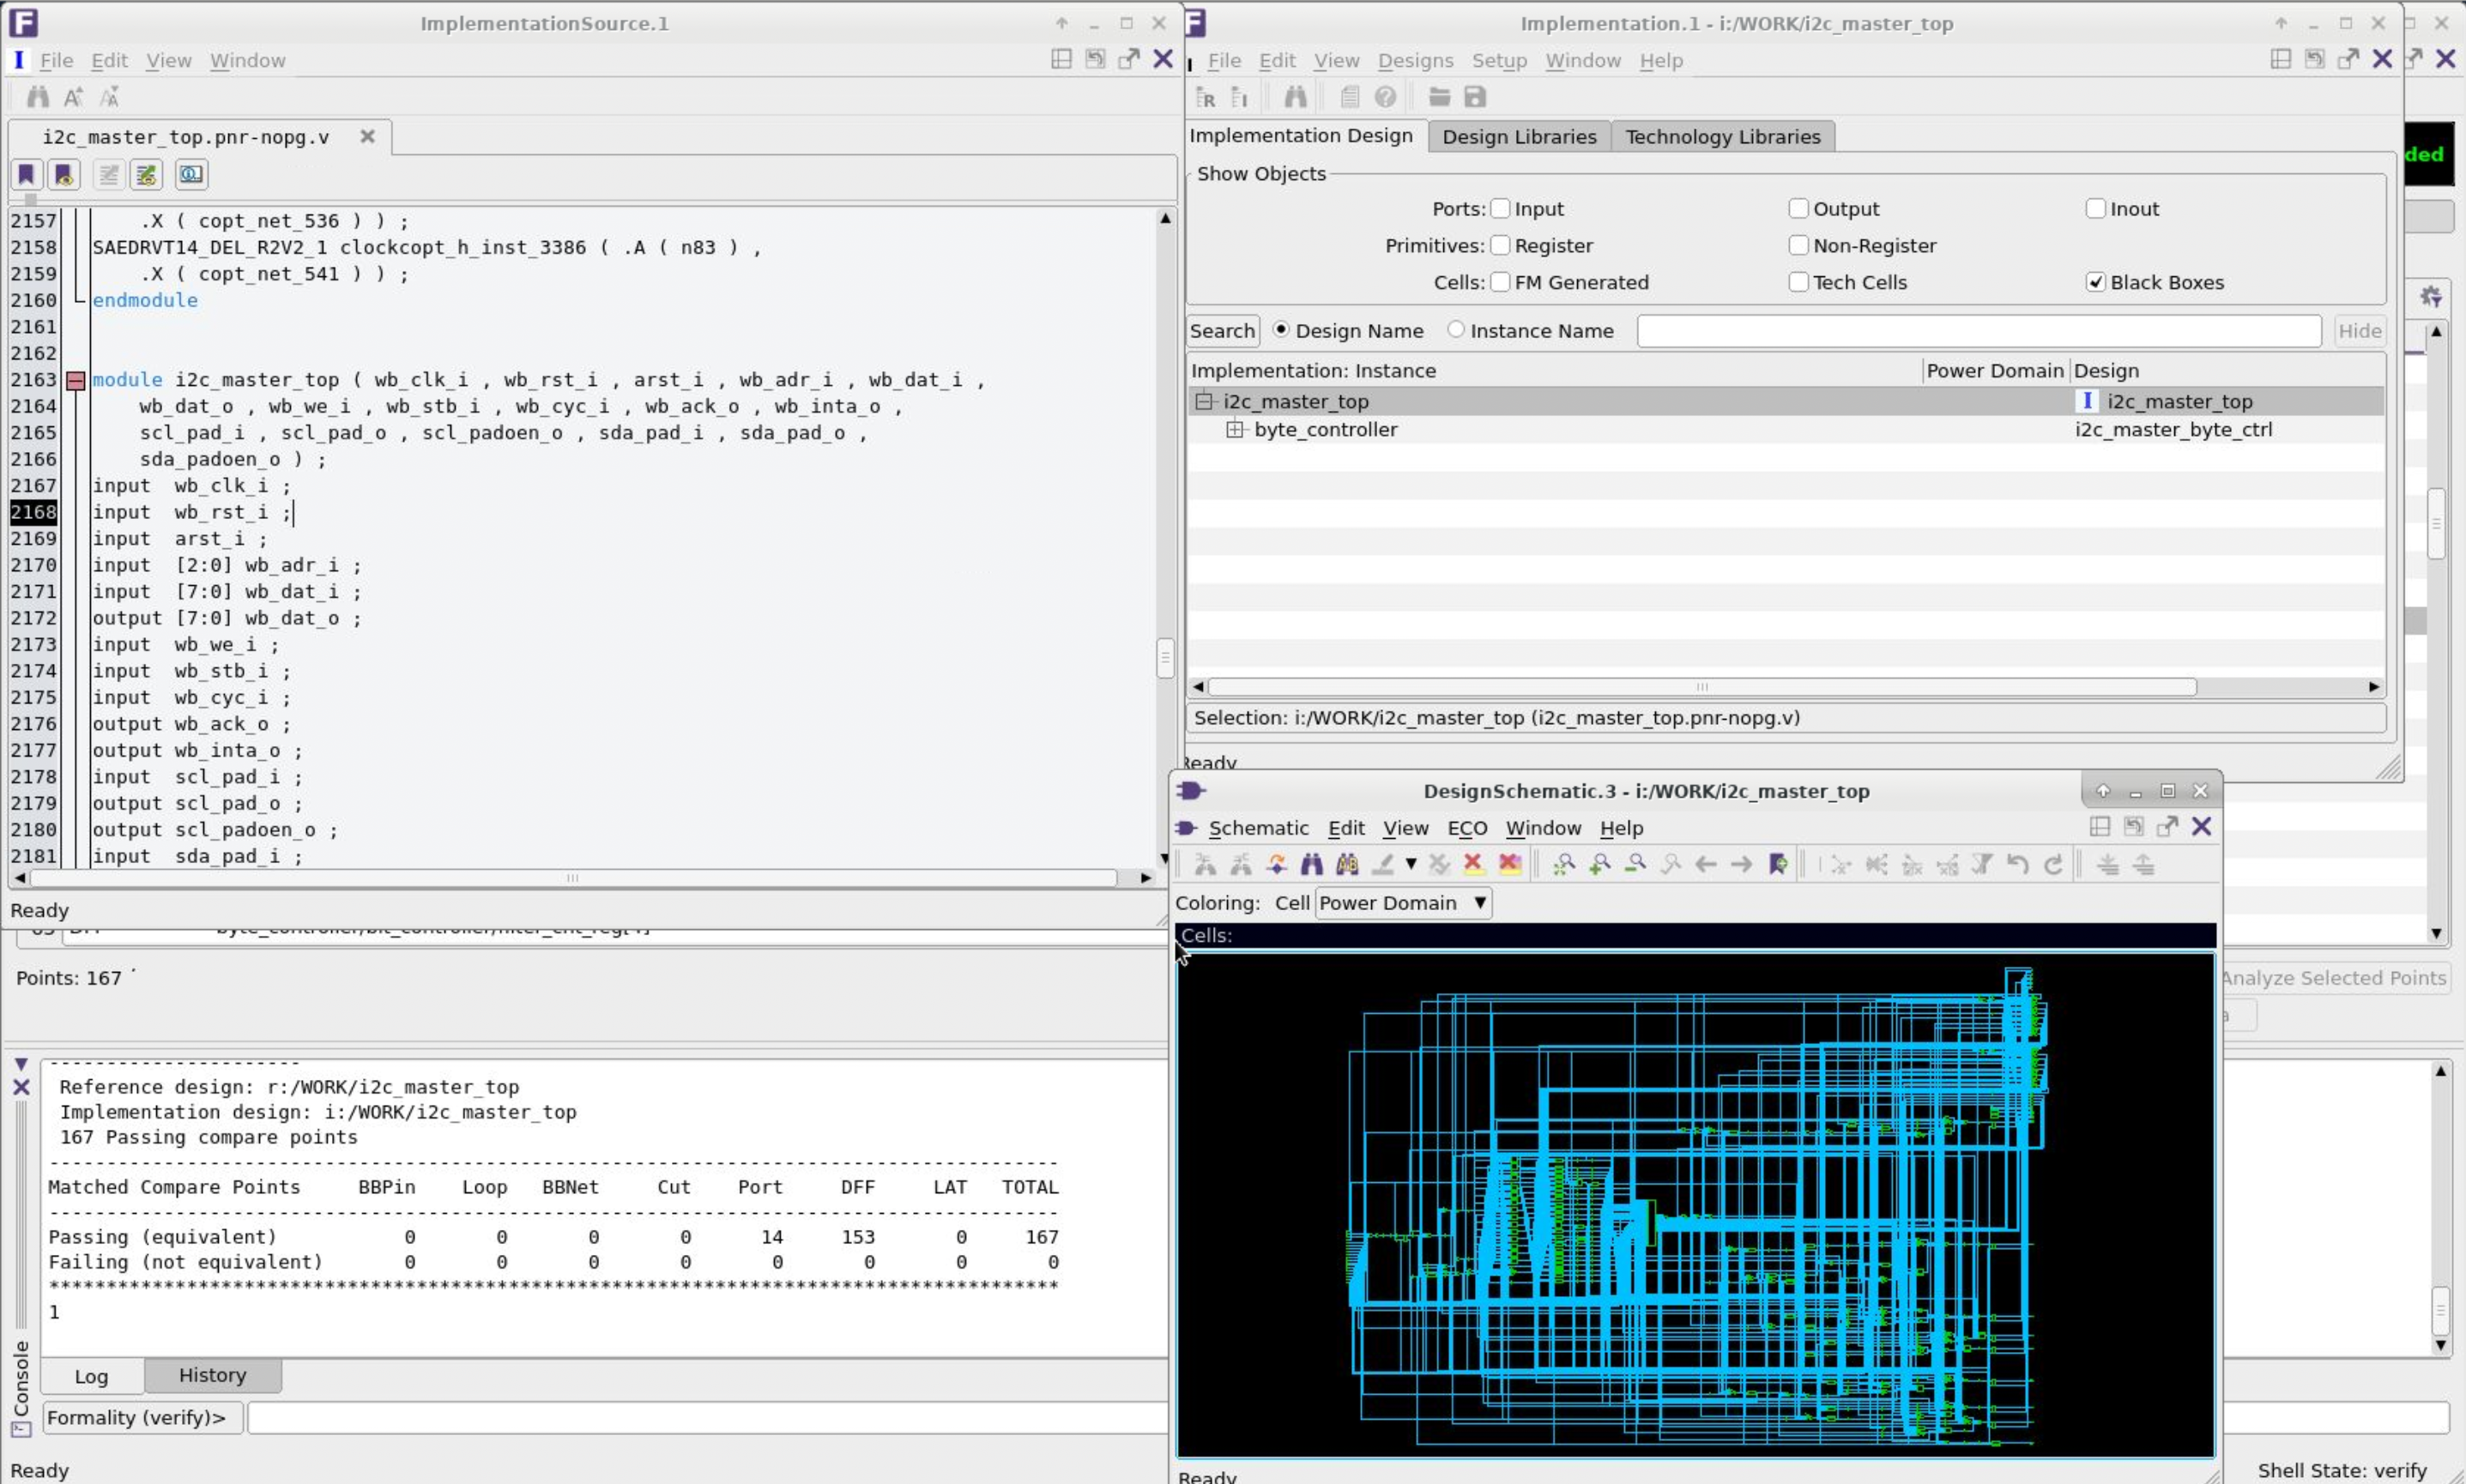 ImplementationSource.1
File Edit View Window
i2c_master_top.pnr-nopg.v
2157 .X ( copt_net_536 ) ) ;
2158 SAEDRVT14_DEL_R2V2_1 clockcopt_h_inst_3386 ( .A ( n83 ) ,
2159 .X ( copt_net_541 ) ) ;
2160 endmodule
2161
2162
2163 module i2c_master_top ( wb_clk_i , wb_rst_i , arst_i , wb_adr_i , wb_dat_i ,
2164 wb_dat_o , wb_we_i , wb_stb_i , wb_cyc_i , wb_ack_o , wb_inta_o ,
2165 scl_pad_i , scl_pad_o , scl_padoen_o , sda_pad_i , sda_pad_o ,
2166 sda_padoen_o ) ;
2167 input wb_clk_i ;
2168 input wb_rst_i ;
2169 input arst_i ;
2170 input [2:0] wb_adr_i ;
2171 input [7:0] wb_dat_i ;
2172 output [7:0] wb_dat_o ;
2173 input wb_we_i ;
2174 input wb_stb_i ;
2175 input wb_cyc_i ;
2176 output wb_ack_o ;
2177 output wb_inta_o ;
2178 input scl_pad_i ;
2179 output scl_pad_o ;
2180 output scl_padoen_o ;
2181 input sda_pad_i ;
Ready
Implementation.1 - i:/WORK/i2c_master_top
File Edit View Designs Setup Window Help
Implementation Design Design Libraries Technology Libraries
Show Objects
Ports: Input Output Inout
Primitives: Register Non-Register
Cells: FM Generated Tech Cells Black Boxes
Search Design Name Instance Name Hide
Implementation: Instance Power Domain Design
i2c_master_top I i2c_master_top
byte_controller i2c_master_byte_ctrl
Selection: i:/WORK/i2c_master_top (i2c_master_top.pnr-nopg.v)
Ready
ded
DesignSchematic.3 - i:/WORK/i2c_master_top
Schematic Edit View ECO Window Help
Coloring: Cell Power Domain
Cells:
Ready
Points: 167
Analyze Selected Points
Reference design: r:/WORK/i2c_master_top
Implementation design: i:/WORK/i2c_master_top
167 Passing compare points
--------------------------------------------------------------------------------------
Matched Compare Points BBPin Loop BBNet Cut Port DFF LAT TOTAL
--------------------------------------------------------------------------------------
Passing (equivalent) 0 0 0 0 14 153 0 167
Failing (not equivalent) 0 0 0 0 0 0 0 0
**************************************************************************************
1
Console
Log History
Formality (verify)>
Ready
Shell State: verify